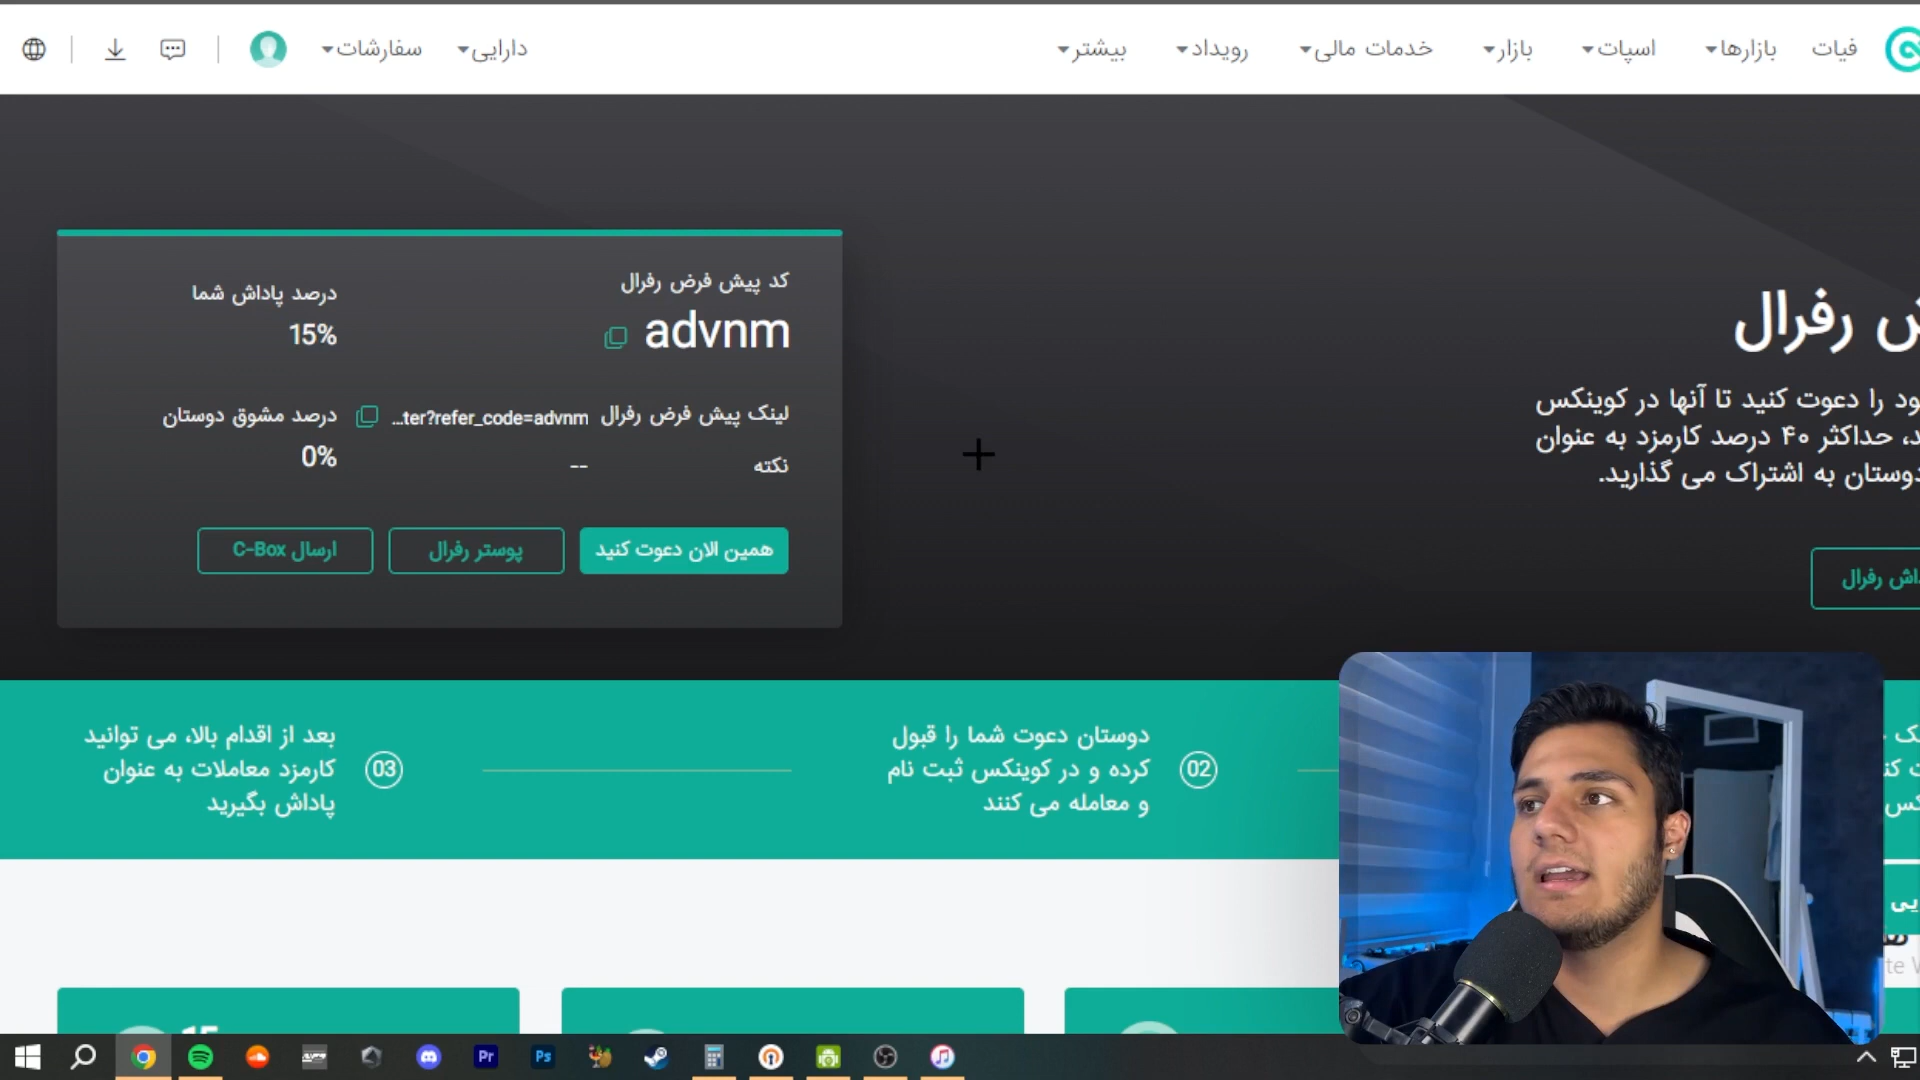 فیات
بازارها
اسپات
بازار
خدمات مالی
رویداد
بیشتر
دارایی
سفارشات
رفرال
را دعوت کنید تا آنها در کوینکس
حداکثر ۴۰ درصد کارمزد به عنوان
دوستان به اشتراک می گذارید.
رفرال
کد پیش فرض رفرال
advnm
درصد پاداش شما
15%
لینک پیش فرض رفرال
...ter?refer_code=advnm
درصد مشوق دوستان
0%
نکته
--
همین الان دعوت کنید
پوستر رفرال
ارسال C-Box
02
دوستان دعوت شما را قبول
کرده و در کوینکس ثبت نام
و معامله می کنند
03
بعد از اقدام بالا، می توانید
کارمزد معاملات به عنوان
پاداش بگیرید
15
Pr
Ps